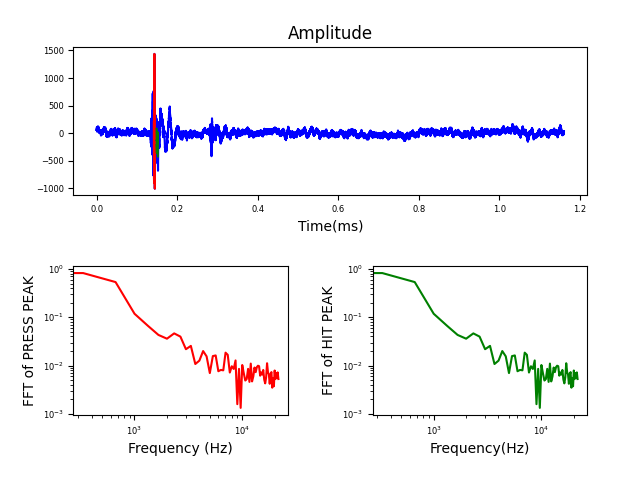 Amplitude
1500
1000
500
0
−500
−1000
0.0 0.2 0.4 0.6 0.8 1.0 1.2
Time(ms)
FFT of PRESS PEAK
10⁰
10⁻¹
10⁻²
10⁻³
10³ 10⁴
Frequency (Hz)
FFT of HIT PEAK
10⁰
10⁻¹
10⁻²
10⁻³
10³ 10⁴
Frequency(Hz)